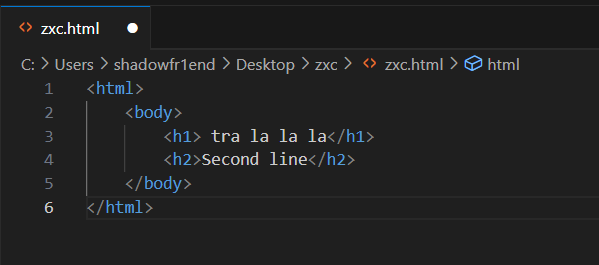 zxc.html
C: > Users > shadowfr1end > Desktop > zxc > zxc.html > html
1 <html>
2     <body>
3         <h1> tra la la la</h1>
4         <h2>Second line</h2>
5     </body>
6 </html>